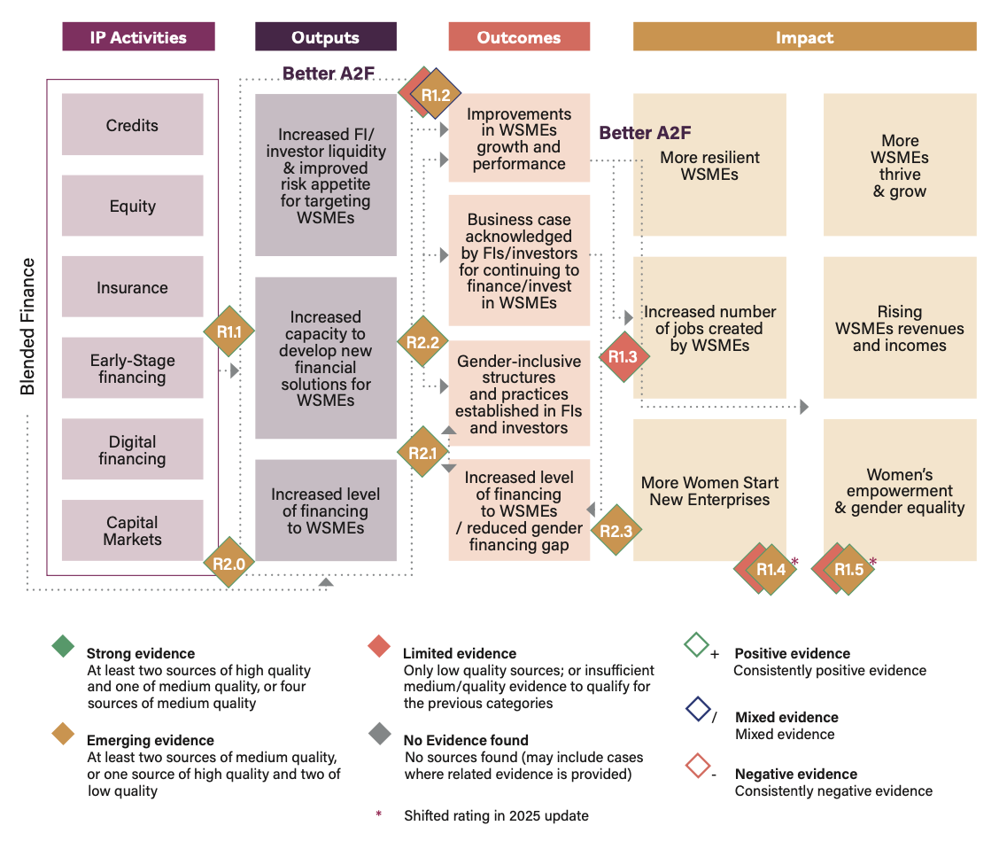 IP Activities
Outputs
Outcomes
Impact
Better A2F
Blended Finance
Credits
Equity
Insurance
Early-Stage
financing
Digital
financing
Capital
Markets
R1.1
R2.0
Increased FI/
investor liquidity
& improved
risk appetite
for targeting
WSMEs
Increased
capacity to
develop new
financial
solutions for
WSMEs
Increased level
of financing
to WSMEs
R1.2
R2.2
R2.1
Improvements
in WSMEs
growth and
performance
Business case
acknowledged
by FIs/investors
for continuing to
finance/invest
in WSMEs
Gender-inclusive
structures
and practices
established in FIs
and investors
Increased level
of financing
to WSMEs
/ reduced gender
financing gap
Better A2F
R1.3
R2.3
More resilient
WSMEs
Increased number
of jobs created
by WSMEs
More Women Start
New Enterprises
R1.4 *
More
WSMEs
thrive
& grow
Rising
WSMEs revenues
and incomes
Women's
empowerment
& gender equality
R1.5 *
Strong evidence
At least two sources of high quality
and one of medium quality, or four
sources of medium quality
Emerging evidence
At least two sources of medium quality,
or one source of high quality and two of
low quality
Limited evidence
Only low quality sources; or insufficient
medium/quality evidence to qualify for
the previous categories
No Evidence found
No sources found (may include cases
where related evidence is provided)
* Shifted rating in 2025 update
+ Positive evidence
Consistently positive evidence
/ Mixed evidence
Mixed evidence
- Negative evidence
Consistently negative evidence